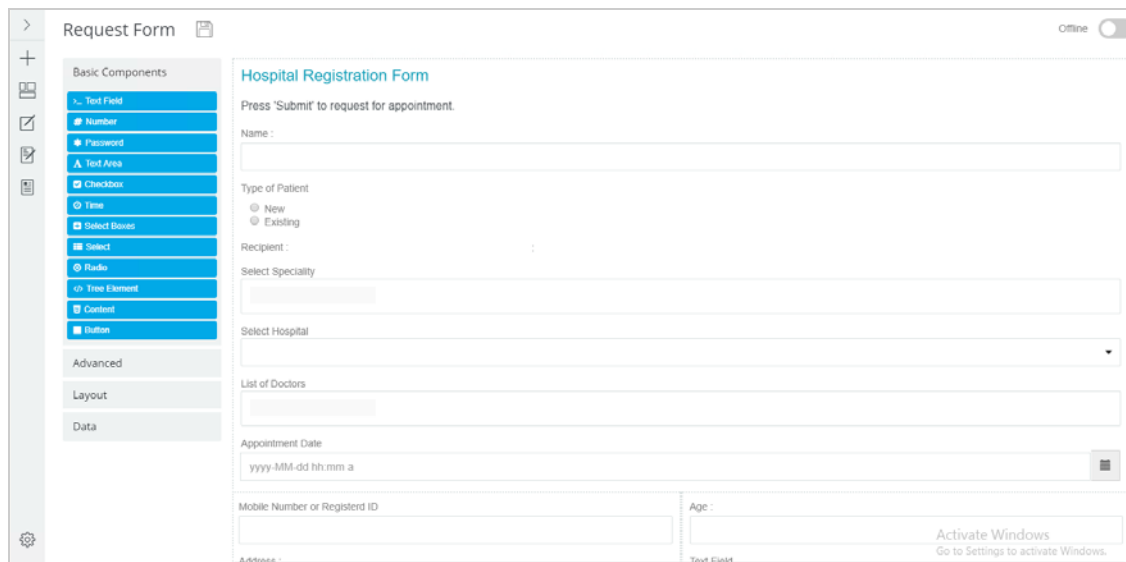 Request Form
Offline
Basic Components
Text Field
Number
Password
Text Area
Checkbox
Time
Select Boxes
Select
Radio
Tree Element
Content
Button
Advanced
Layout
Data
Hospital Registration Form
Press 'Submit' to request for appointment.
Name :
Type of Patient
New
Existing
Recipient :
:
Select Speciality
Select Hospital
List of Doctors
Appointment Date
yyyy-MM-dd hh:mm a
Mobile Number or Registerd ID
Age :
Address :
Text Field
Activate Windows
Go to Settings to activate Windows.